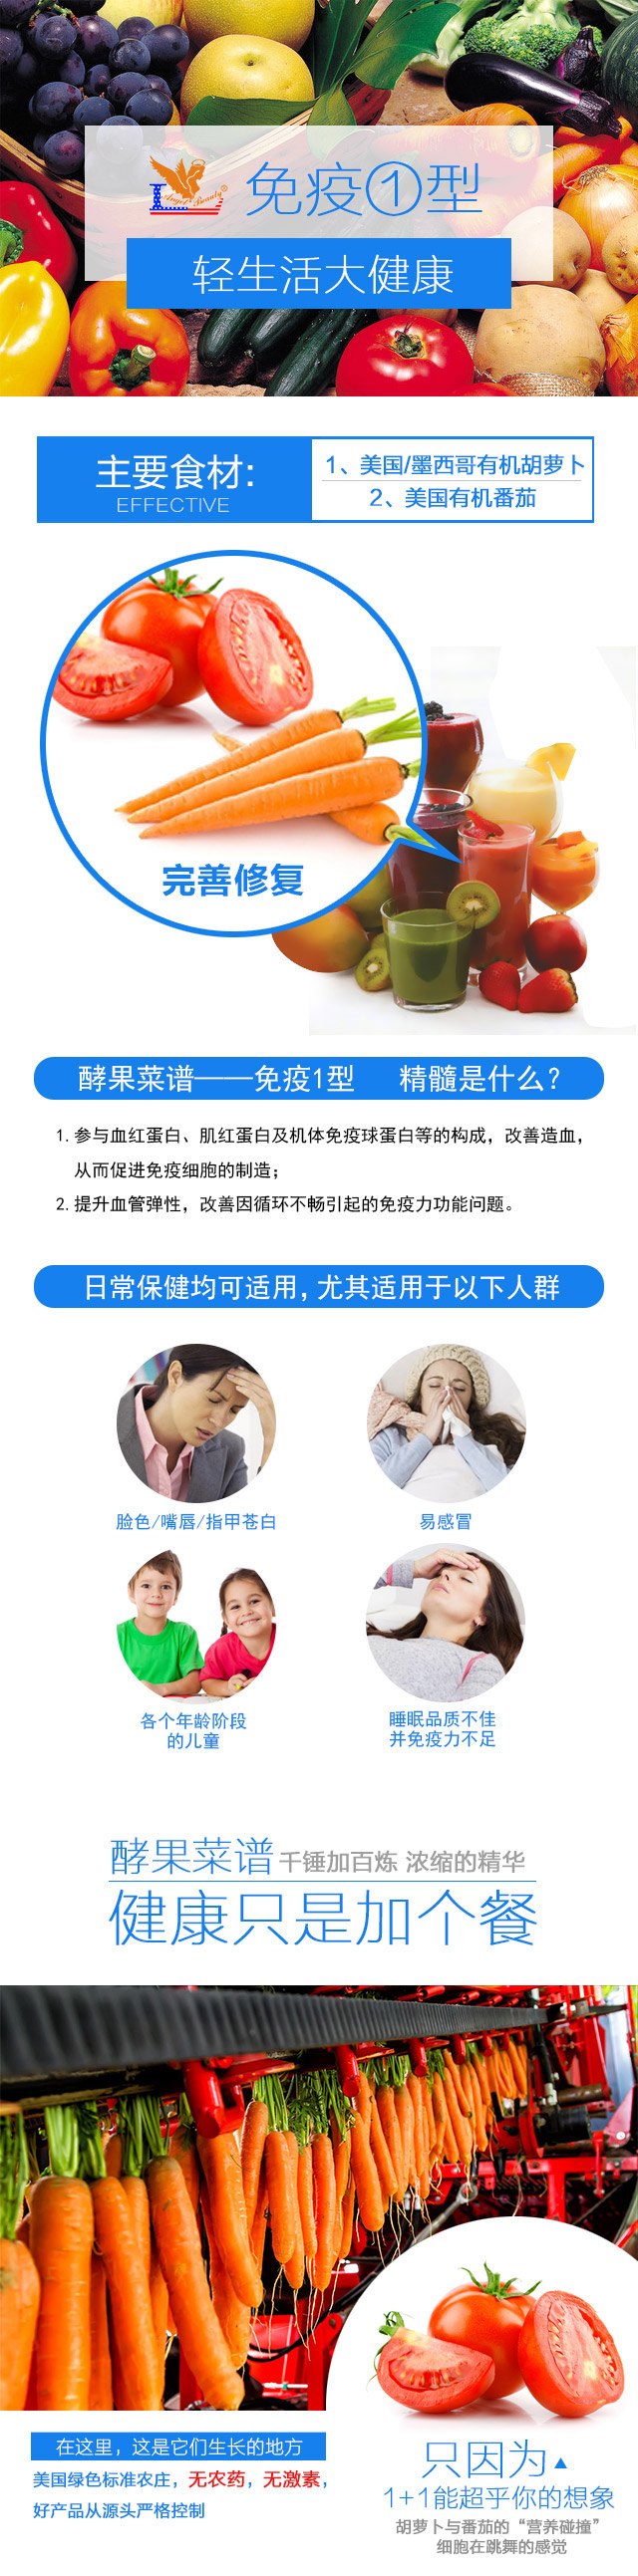 Angel Beauty®
免疫①型
轻生活大健康
主要食材:
EFFECTIVE
1、美国/墨西哥有机胡萝卜
2、美国有机番茄
完善修复
酵果菜谱——免疫1型 精髓是什么?
1. 参与血红蛋白、肌红蛋白及机体免疫球蛋白等的构成，改善造血，
从而促进免疫细胞的制造；
2. 提升血管弹性，改善因循环不畅引起的免疫力功能问题。
日常保健均可适用, 尤其适用于以下人群
脸色/嘴唇/指甲苍白
易感冒
各个年龄阶段
的儿童
睡眠品质不佳
并免疫力不足
酵果菜谱 千锤加百炼 浓缩的精华
健康只是加个餐
在这里，这是它们生长的地方
美国绿色标准农庄，无农药，无激素，
好产品从源头严格控制
只因为▲
1+1能超乎你的想象
胡萝卜与番茄的“营养碰撞”
细胞在跳舞的感觉